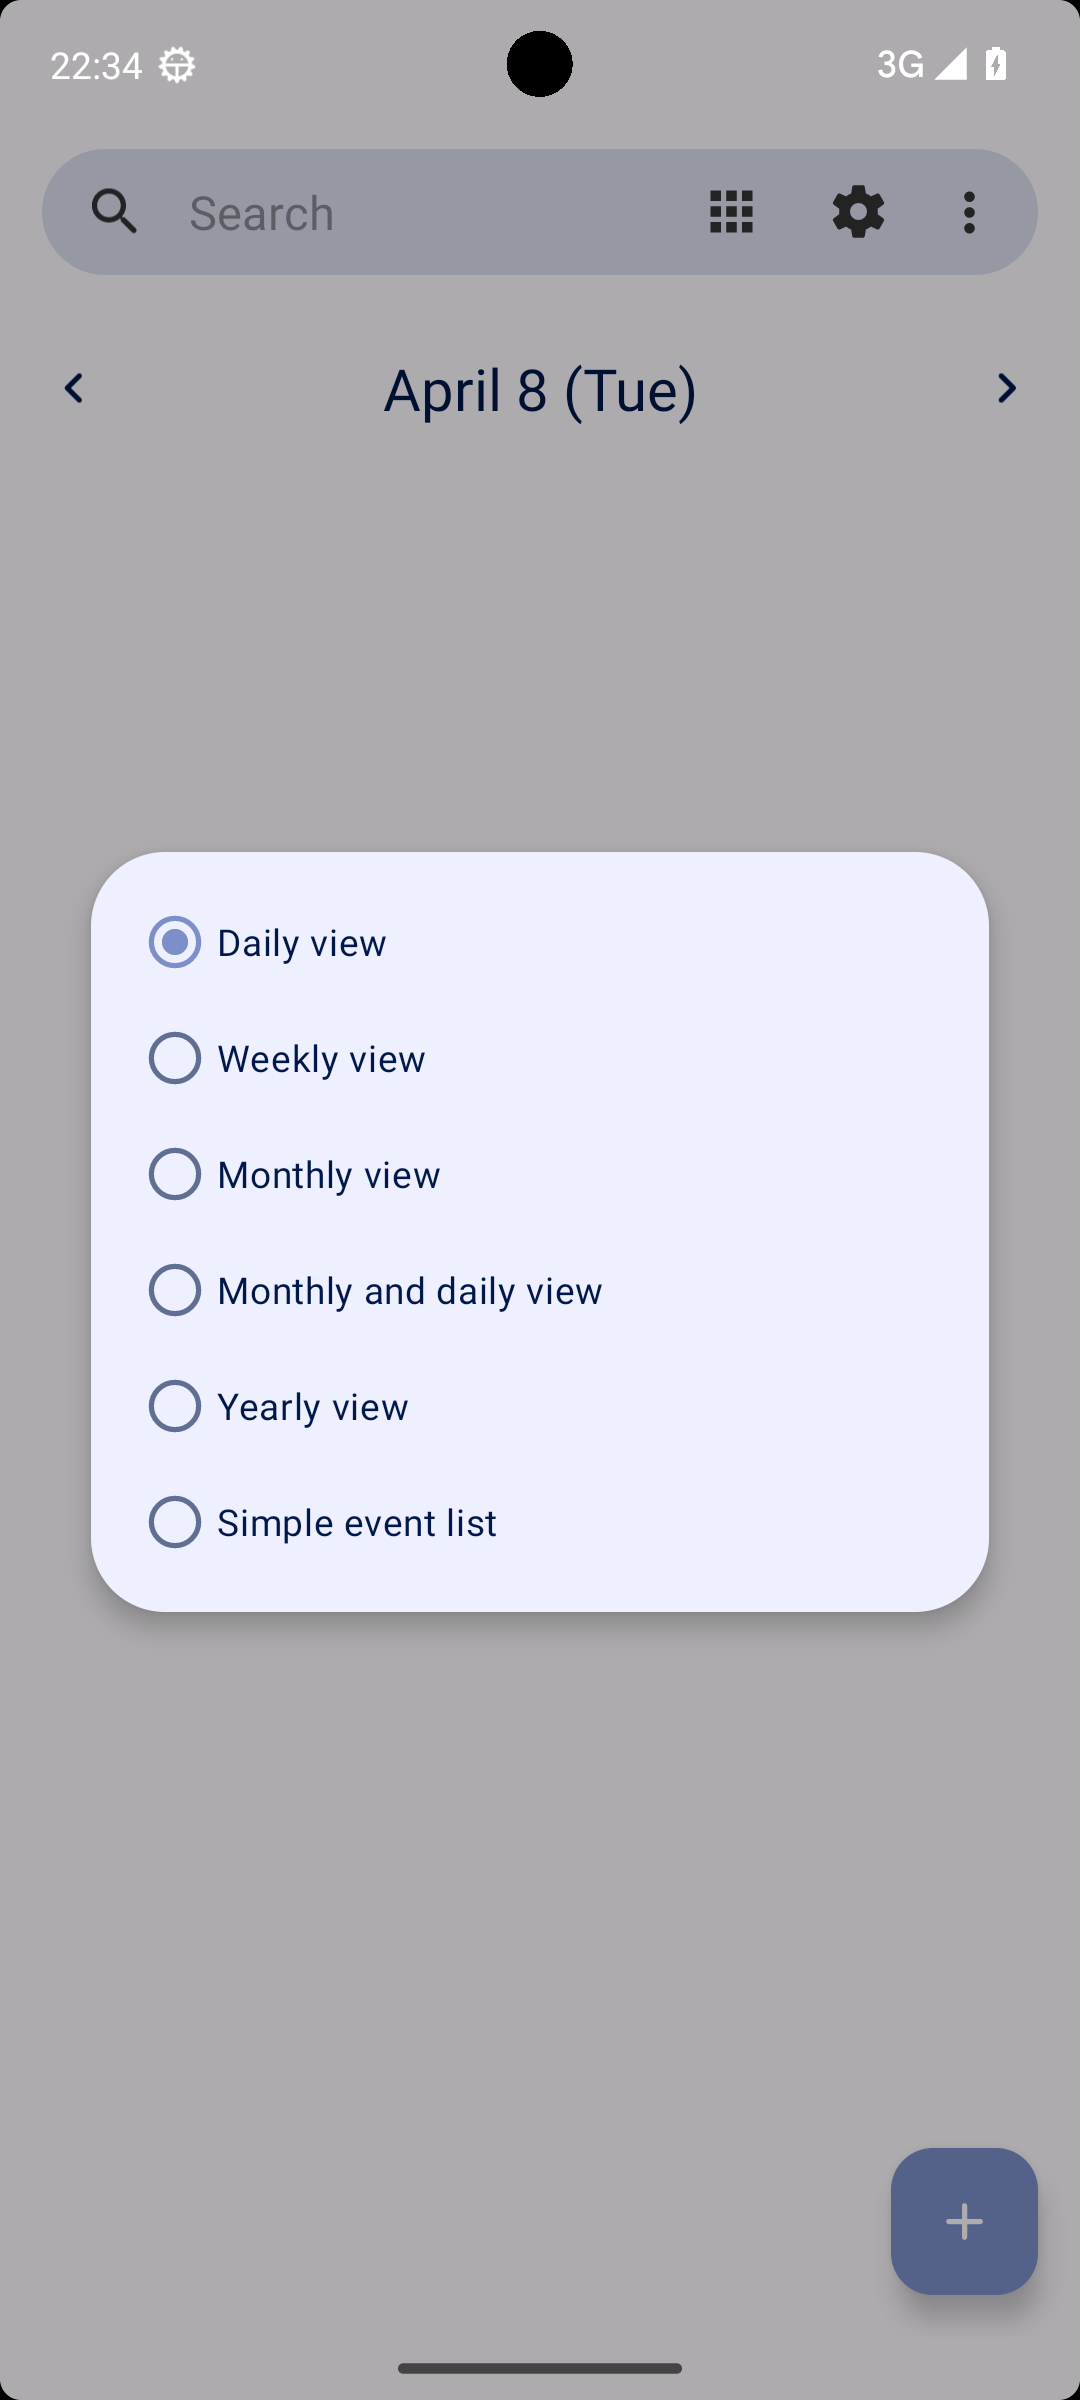 22:34
3G
Search
April 8 (Tue)
Daily view
Weekly view
Monthly view
Monthly and daily view
Yearly view
Simple event list